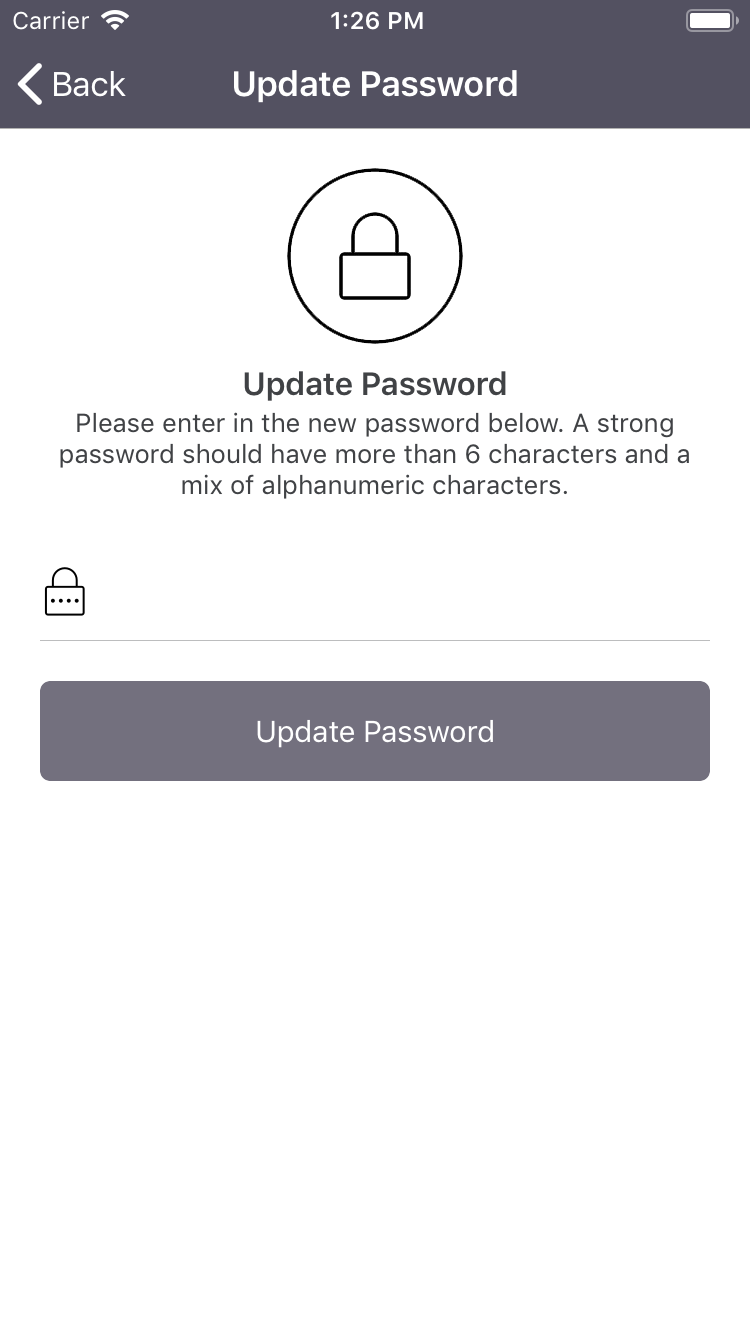 Carrier 1:26 PM
Back Update Password
Update Password
Please enter in the new password below. A strong
password should have more than 6 characters and a
mix of alphanumeric characters.
Update Password